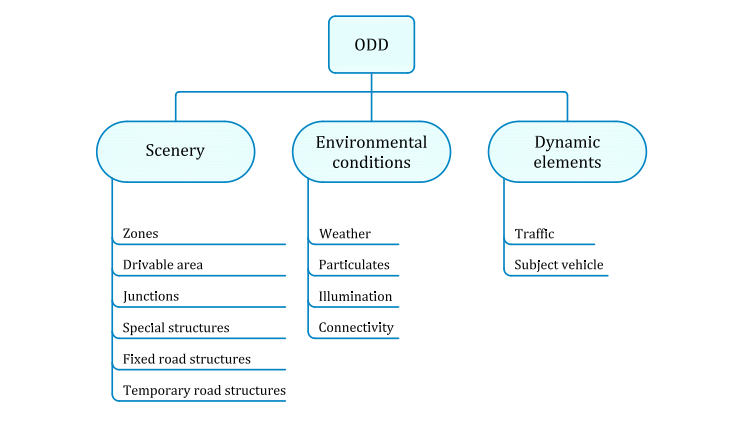 ODD
Scenery
Environmental
conditions
Dynamic
elements
Zones
Drivable area
Junctions
Special structures
Fixed road structures
Temporary road structures
Weather
Particulates
Illumination
Connectivity
Traffic
Subject vehicle